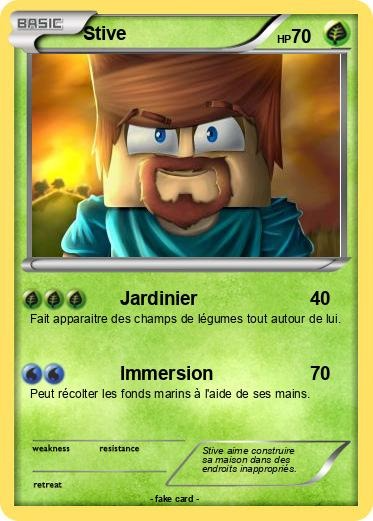 BASIC
Stive
HP70
Jardinier 40
Fait apparaitre des champs de légumes tout autour de lui.
Immersion 70
Peut récolter les fonds marins à l'aide de ses mains.
weakness resistance
retreat
Stive aime construire
sa maison dans des
endroits inappropriés.
- fake card -